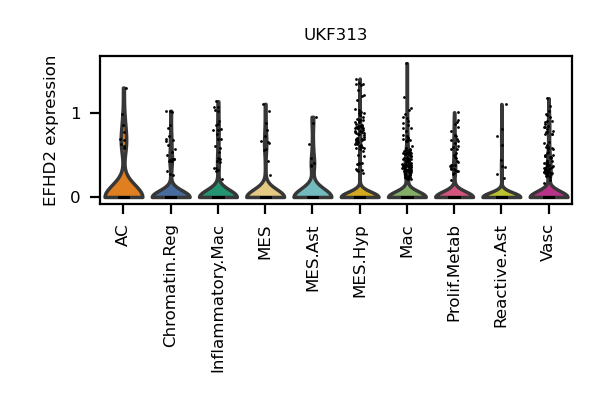 UKF313
EFHD2 expression
1
0
AC
Chromatin.Reg
Inflammatory.Mac
MES
MES.Ast
MES.Hyp
Mac
Prolif.Metab
Reactive.Ast
Vasc